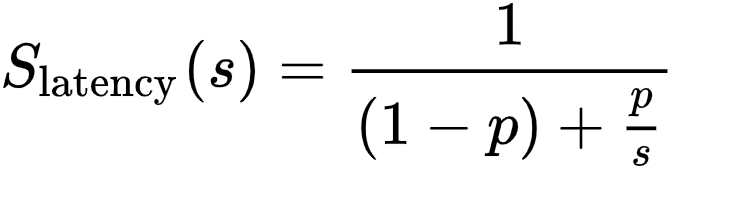 S_latency(s) = 1 / ((1 − p) + p/s)